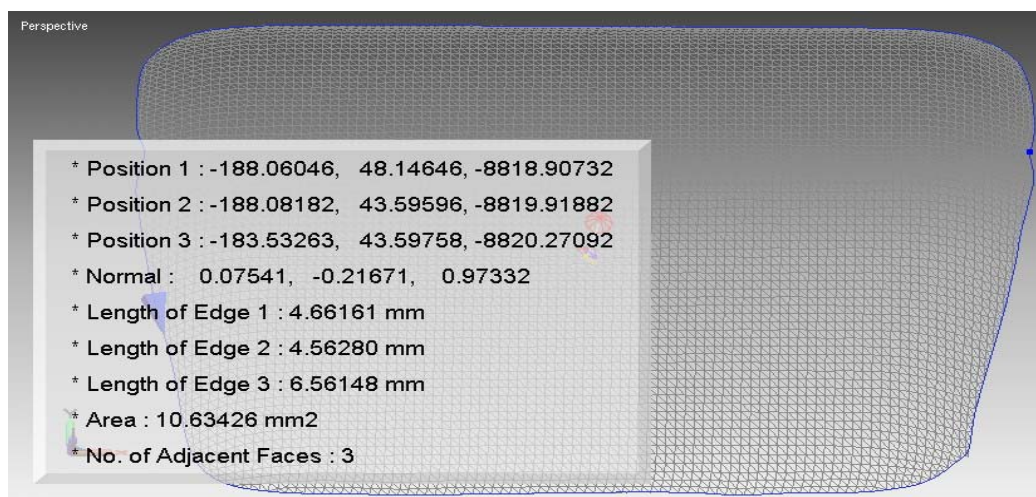 Perspective
* Position 1 : -188.06046, 48.14646, -8818.90732
* Position 2 : -188.08182, 43.59596, -8819.91882
* Position 3 : -183.53263, 43.59758, -8820.27092
* Normal : 0.07541, -0.21671, 0.97332
* Length of Edge 1 : 4.66161 mm
* Length of Edge 2 : 4.56280 mm
* Length of Edge 3 : 6.56148 mm
* Area : 10.63426 mm2
* No. of Adjacent Faces : 3